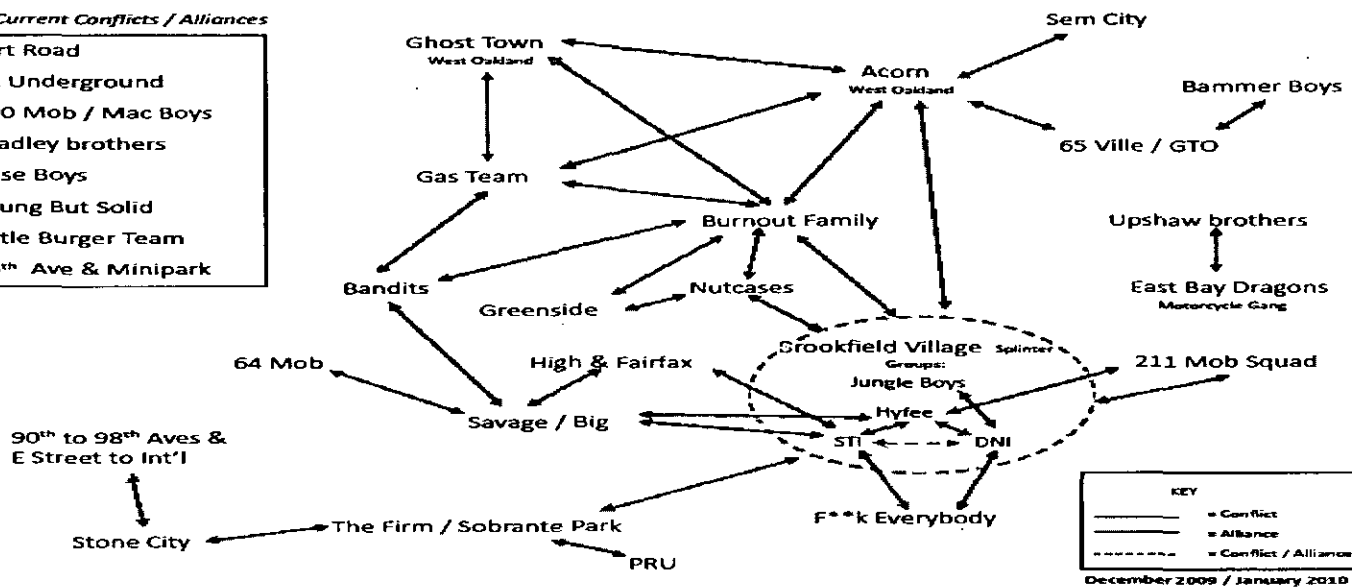 Current Conflicts / Alliances
rt Road
Underground
0 Mob / Mac Boys
adley brothers
se Boys
ung But Solid
tle Burger Team
th Ave & Minipark
Ghost Town
West Oakland
Sem City
Acorn
West Oakland
Bammer Boys
65 Ville / GTO
Gas Team
Burnout Family
Upshaw brothers
Bandits
Nutcases
East Bay Dragons
Motorcycle Gang
Greenside
64 Mob
High & Fairfax
Brookfield Village Splinter
Groups:
Jungle Boys
211 Mob Squad
Hyfee
Savage / Big
STI
DNI
90th to 98th Aves &
E Street to Int'l
F**k Everybody
The Firm / Sobrante Park
Stone City
PRU
KEY
= Conflict
= Alliance
= Conflict / Alliance
December 2009 / January 2010